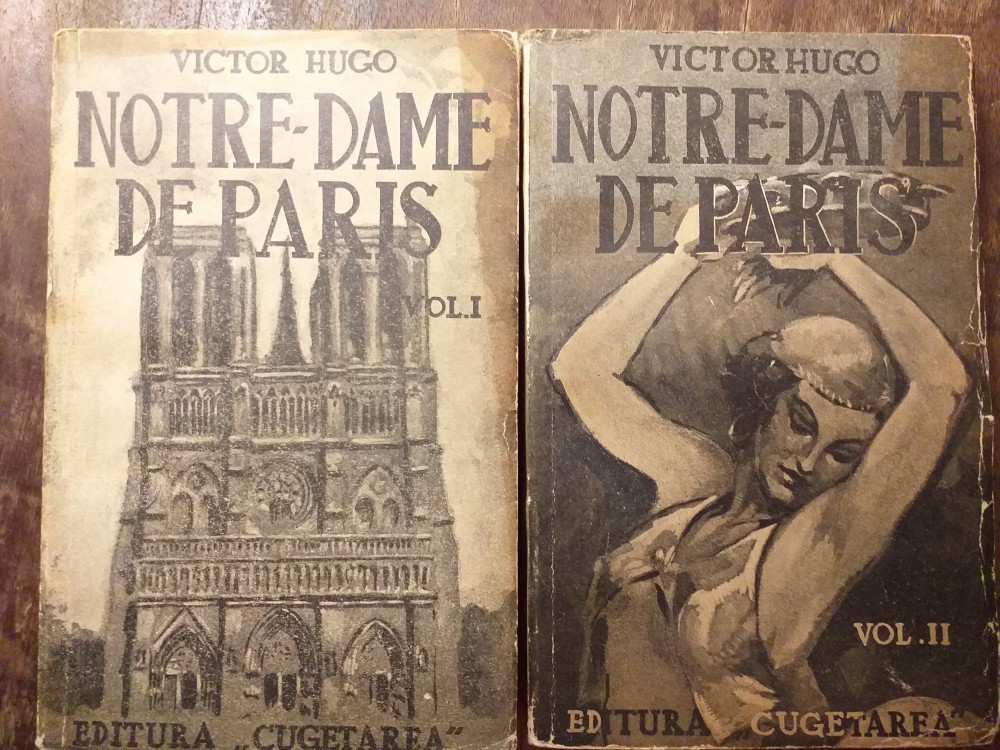 VICTOR HUGO
NOTRE-DAME
DE PARIS
VOL.I
EDITURA „CUGETAREA"
VICTOR HUGO
NOTRE-DAME
DE PARIS
VOL.II
EDITURA „CUGETAREA"